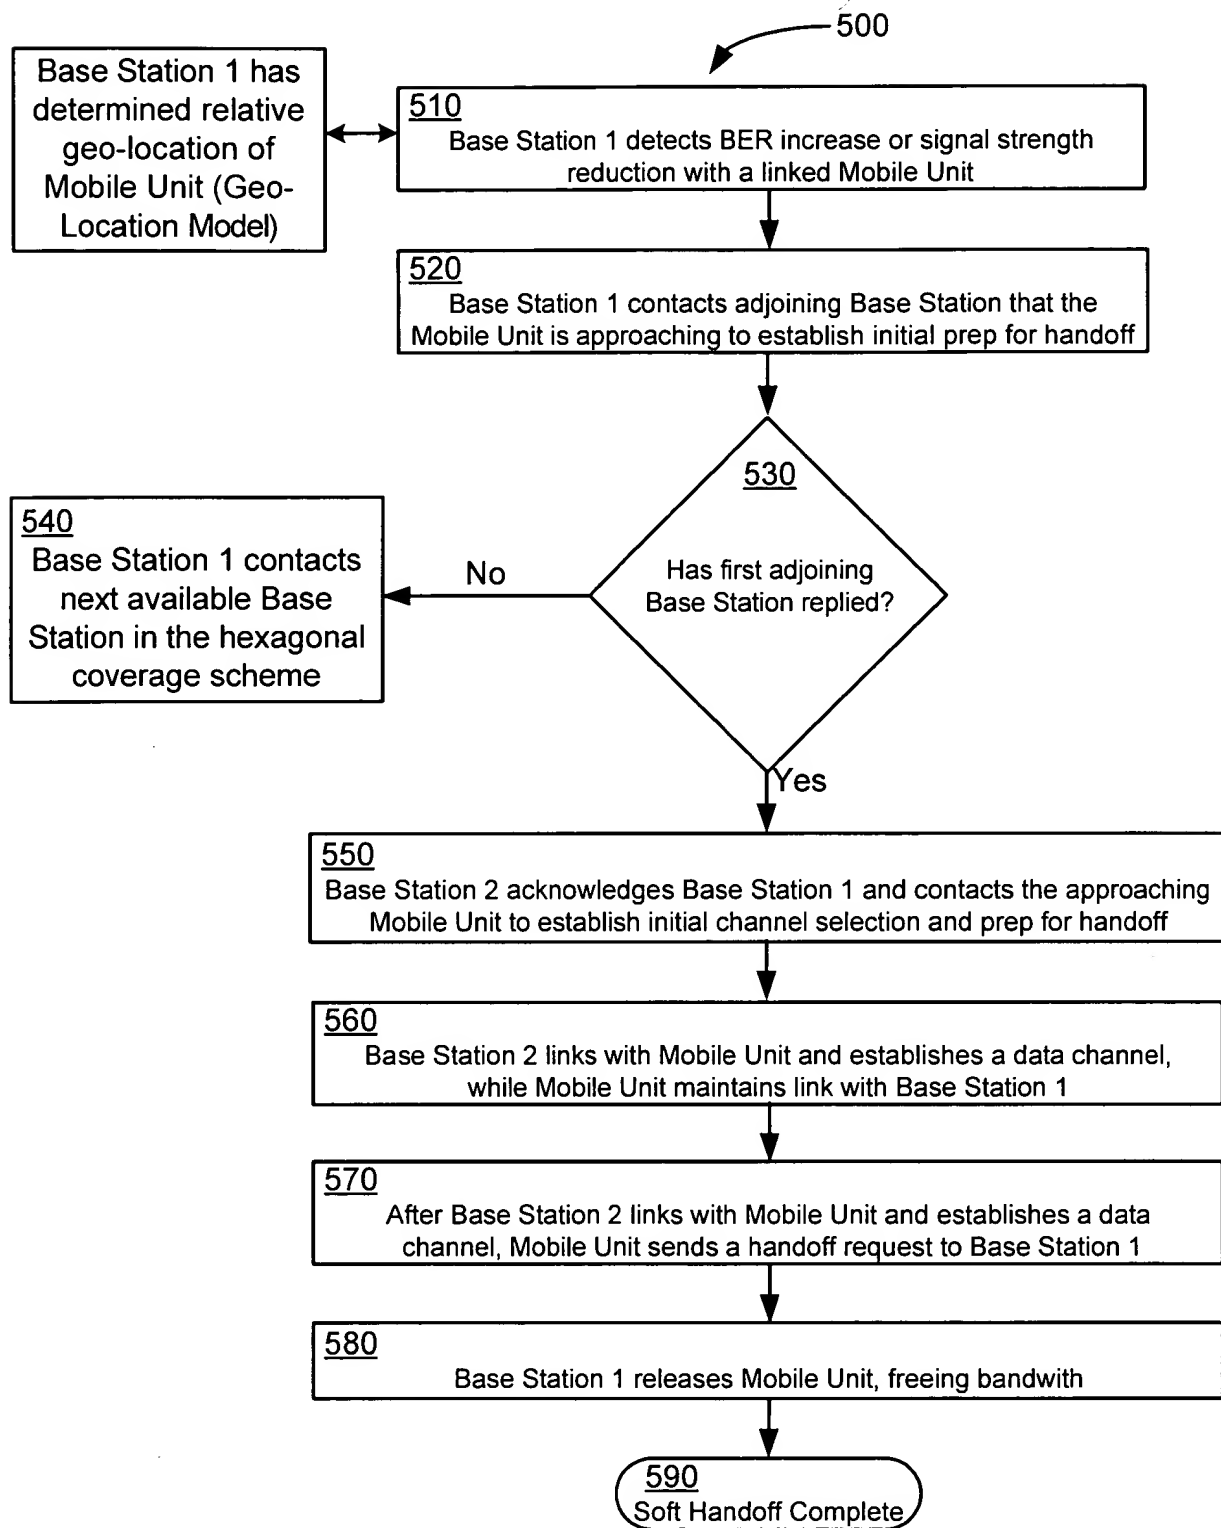 500
Base Station 1 has
determined relative
geo-location of
Mobile Unit (Geo-
Location Model)
510
Base Station 1 detects BER increase or signal strength
reduction with a linked Mobile Unit
520
Base Station 1 contacts adjoining Base Station that the
Mobile Unit is approaching to establish initial prep for handoff
530
Has first adjoining
Base Station replied?
No
540
Base Station 1 contacts
next available Base
Station in the hexagonal
coverage scheme
Yes
550
Base Station 2 acknowledges Base Station 1 and contacts the approaching
Mobile Unit to establish initial channel selection and prep for handoff
560
Base Station 2 links with Mobile Unit and establishes a data channel,
while Mobile Unit maintains link with Base Station 1
570
After Base Station 2 links with Mobile Unit and establishes a data
channel, Mobile Unit sends a handoff request to Base Station 1
580
Base Station 1 releases Mobile Unit, freeing bandwith
590
Soft Handoff Complete